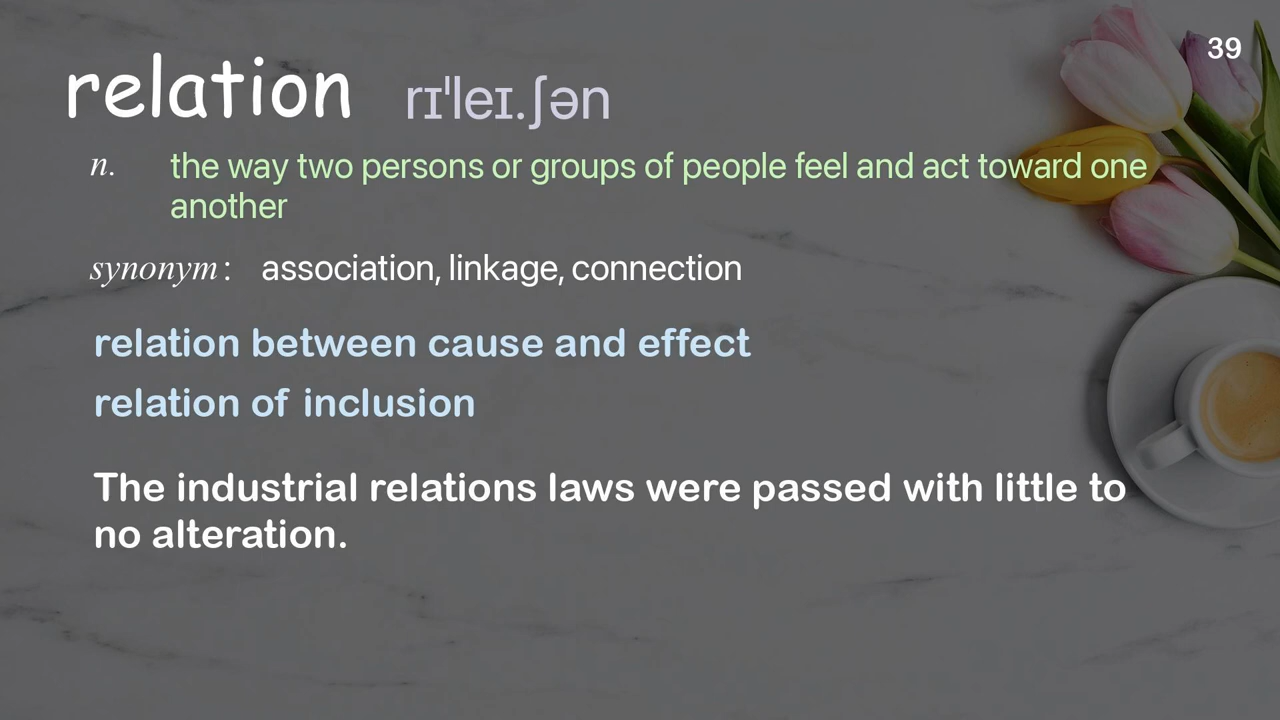 39
relation rɪˈleɪ.ʃən
n. the way two persons or groups of people feel and act toward one
another
synonym: association, linkage, connection
relation between cause and effect
relation of inclusion
The industrial relations laws were passed with little to
no alteration.